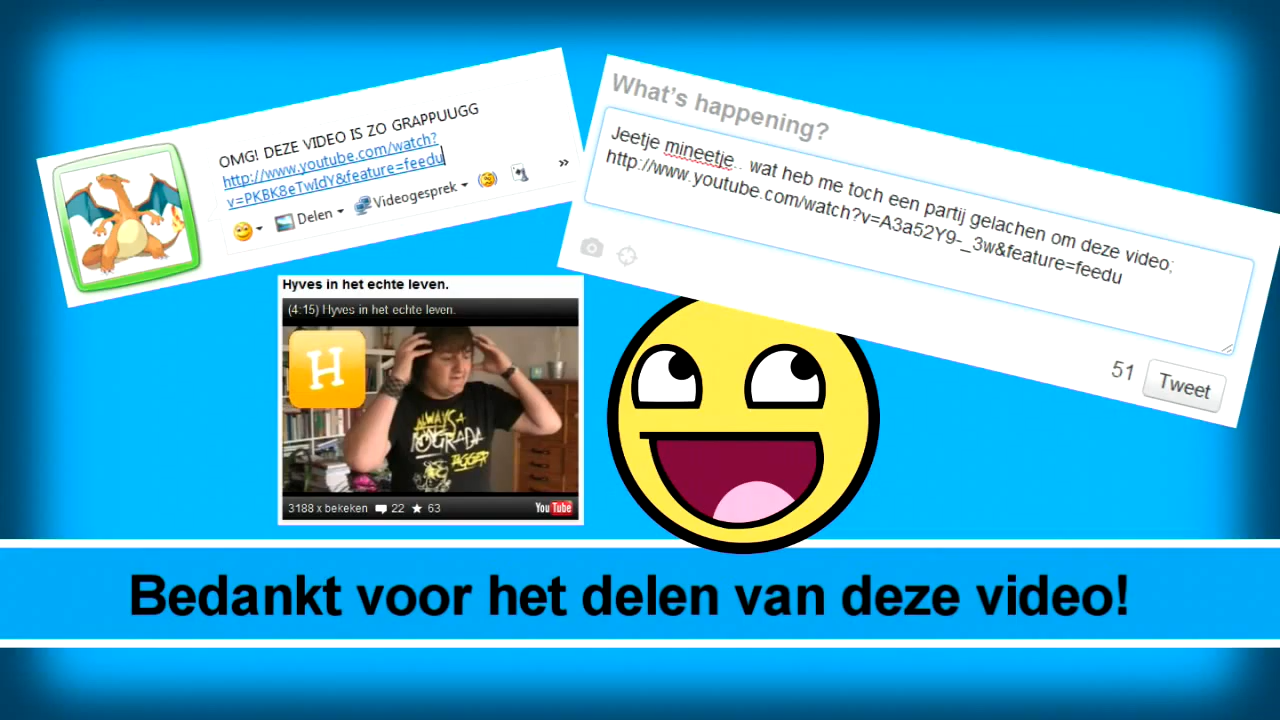 OMG! DEZE VIDEO IS ZO GRAPPUUGG
http://www.youtube.com/watch?
v=PKBK8eTwIdY&feature=feedu
Delen
Videogesprek
»
What's happening?
Jeetje mineetje.. wat heb me toch een partij gelachen om deze video;
http://www.youtube.com/watch?v=A3a52Y9-_3w&feature=feedu
51
Tweet
Hyves in het echte leven.
(4:15) Hyves in het echte leven.
H
ALWAYS A
JAGGER
3188 x bekeken 22 63
YouTube
Bedankt voor het delen van deze video!